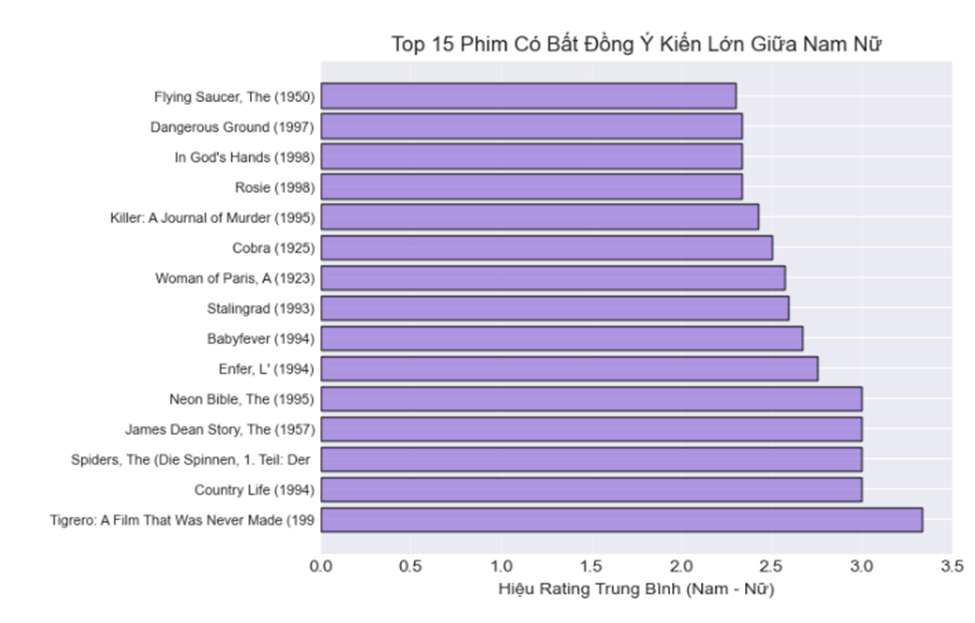 Top 15 Phim Có Bất Đồng Ý Kiến Lớn Giữa Nam Nữ
Flying Saucer, The (1950)
Dangerous Ground (1997)
In God's Hands (1998)
Rosie (1998)
Killer: A Journal of Murder (1995)
Cobra (1925)
Woman of Paris, A (1923)
Stalingrad (1993)
Babyfever (1994)
Enfer, L' (1994)
Neon Bible, The (1995)
James Dean Story, The (1957)
Spiders, The (Die Spinnen, 1. Teil: Der
Country Life (1994)
Tigrero: A Film That Was Never Made (199
0.0 0.5 1.0 1.5 2.0 2.5 3.0 3.5
Hiệu Rating Trung Bình (Nam - Nữ)